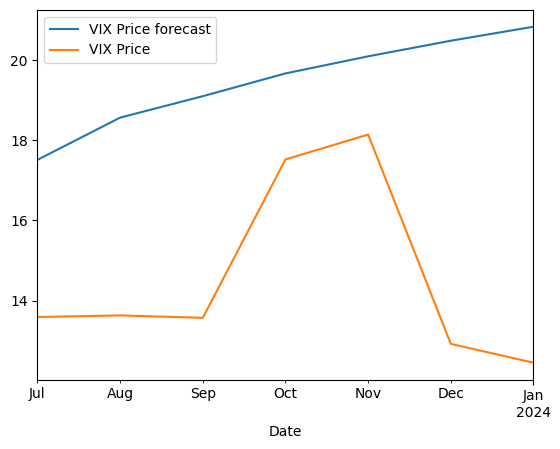 VIX Price forecast
VIX Price
20
18
16
14
Jul Aug Sep Oct Nov Dec Jan
2024
Date